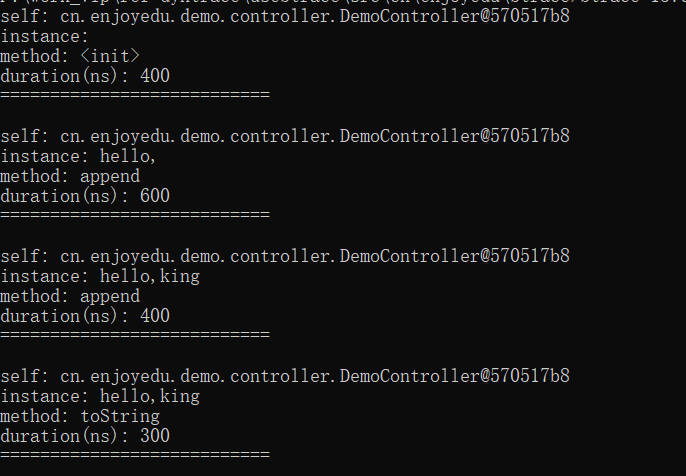 self: cn.enjoyedu.demo.controller.DemoController@570517b8
instance:
method: <init>
duration(ns): 400
===========================
self: cn.enjoyedu.demo.controller.DemoController@570517b8
instance: hello,
method: append
duration(ns): 600
===========================
self: cn.enjoyedu.demo.controller.DemoController@570517b8
instance: hello,king
method: append
duration(ns): 400
===========================
self: cn.enjoyedu.demo.controller.DemoController@570517b8
instance: hello,king
method: toString
duration(ns): 300
===========================